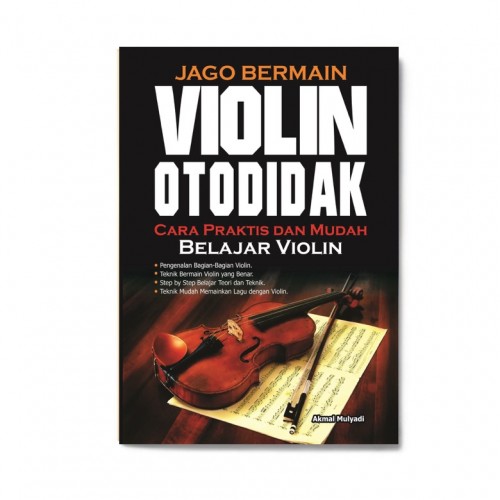 JAGO BERMAIN
VIOLIN
OTODIDAK
CARA PRAKTIS DAN MUDAH
BELAJAR VIOLIN
• Pengenalan Bagian-Bagian Violin.
• Teknik Bermain Violin yang Benar.
• Step by Step Belajar Teori dan Teknik.
• Teknik Mudah Memainkan Lagu dengan Violin.
Akmal Mulyadi